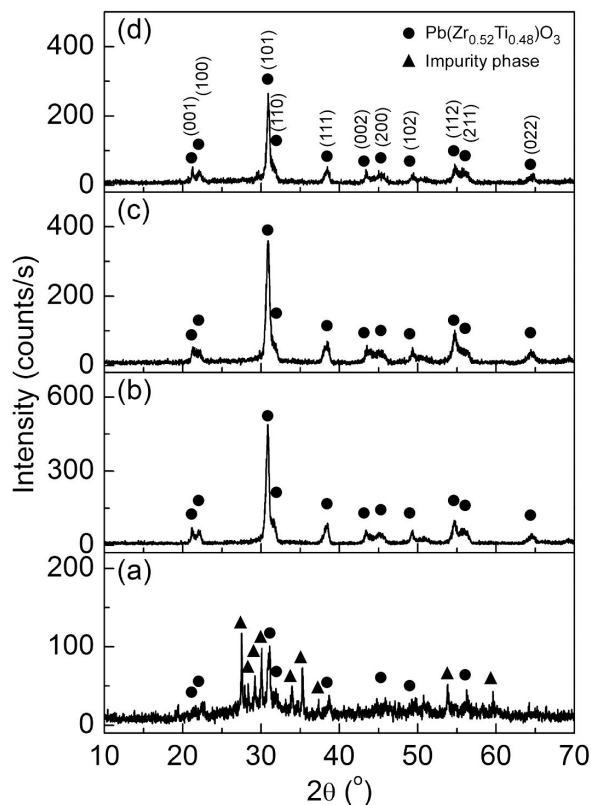 (d)
● Pb(Zr0.52Ti0.48)O3
▲ Impurity phase
(001)
(100)
(101)
(110)
(111)
(002)
(200)
(102)
(112)
(211)
(022)
400
200
0
(c)
400
200
0
(b)
600
300
0
(a)
200
100
0
Intensity (counts/s)
10 20 30 40 50 60 70
2θ (°)